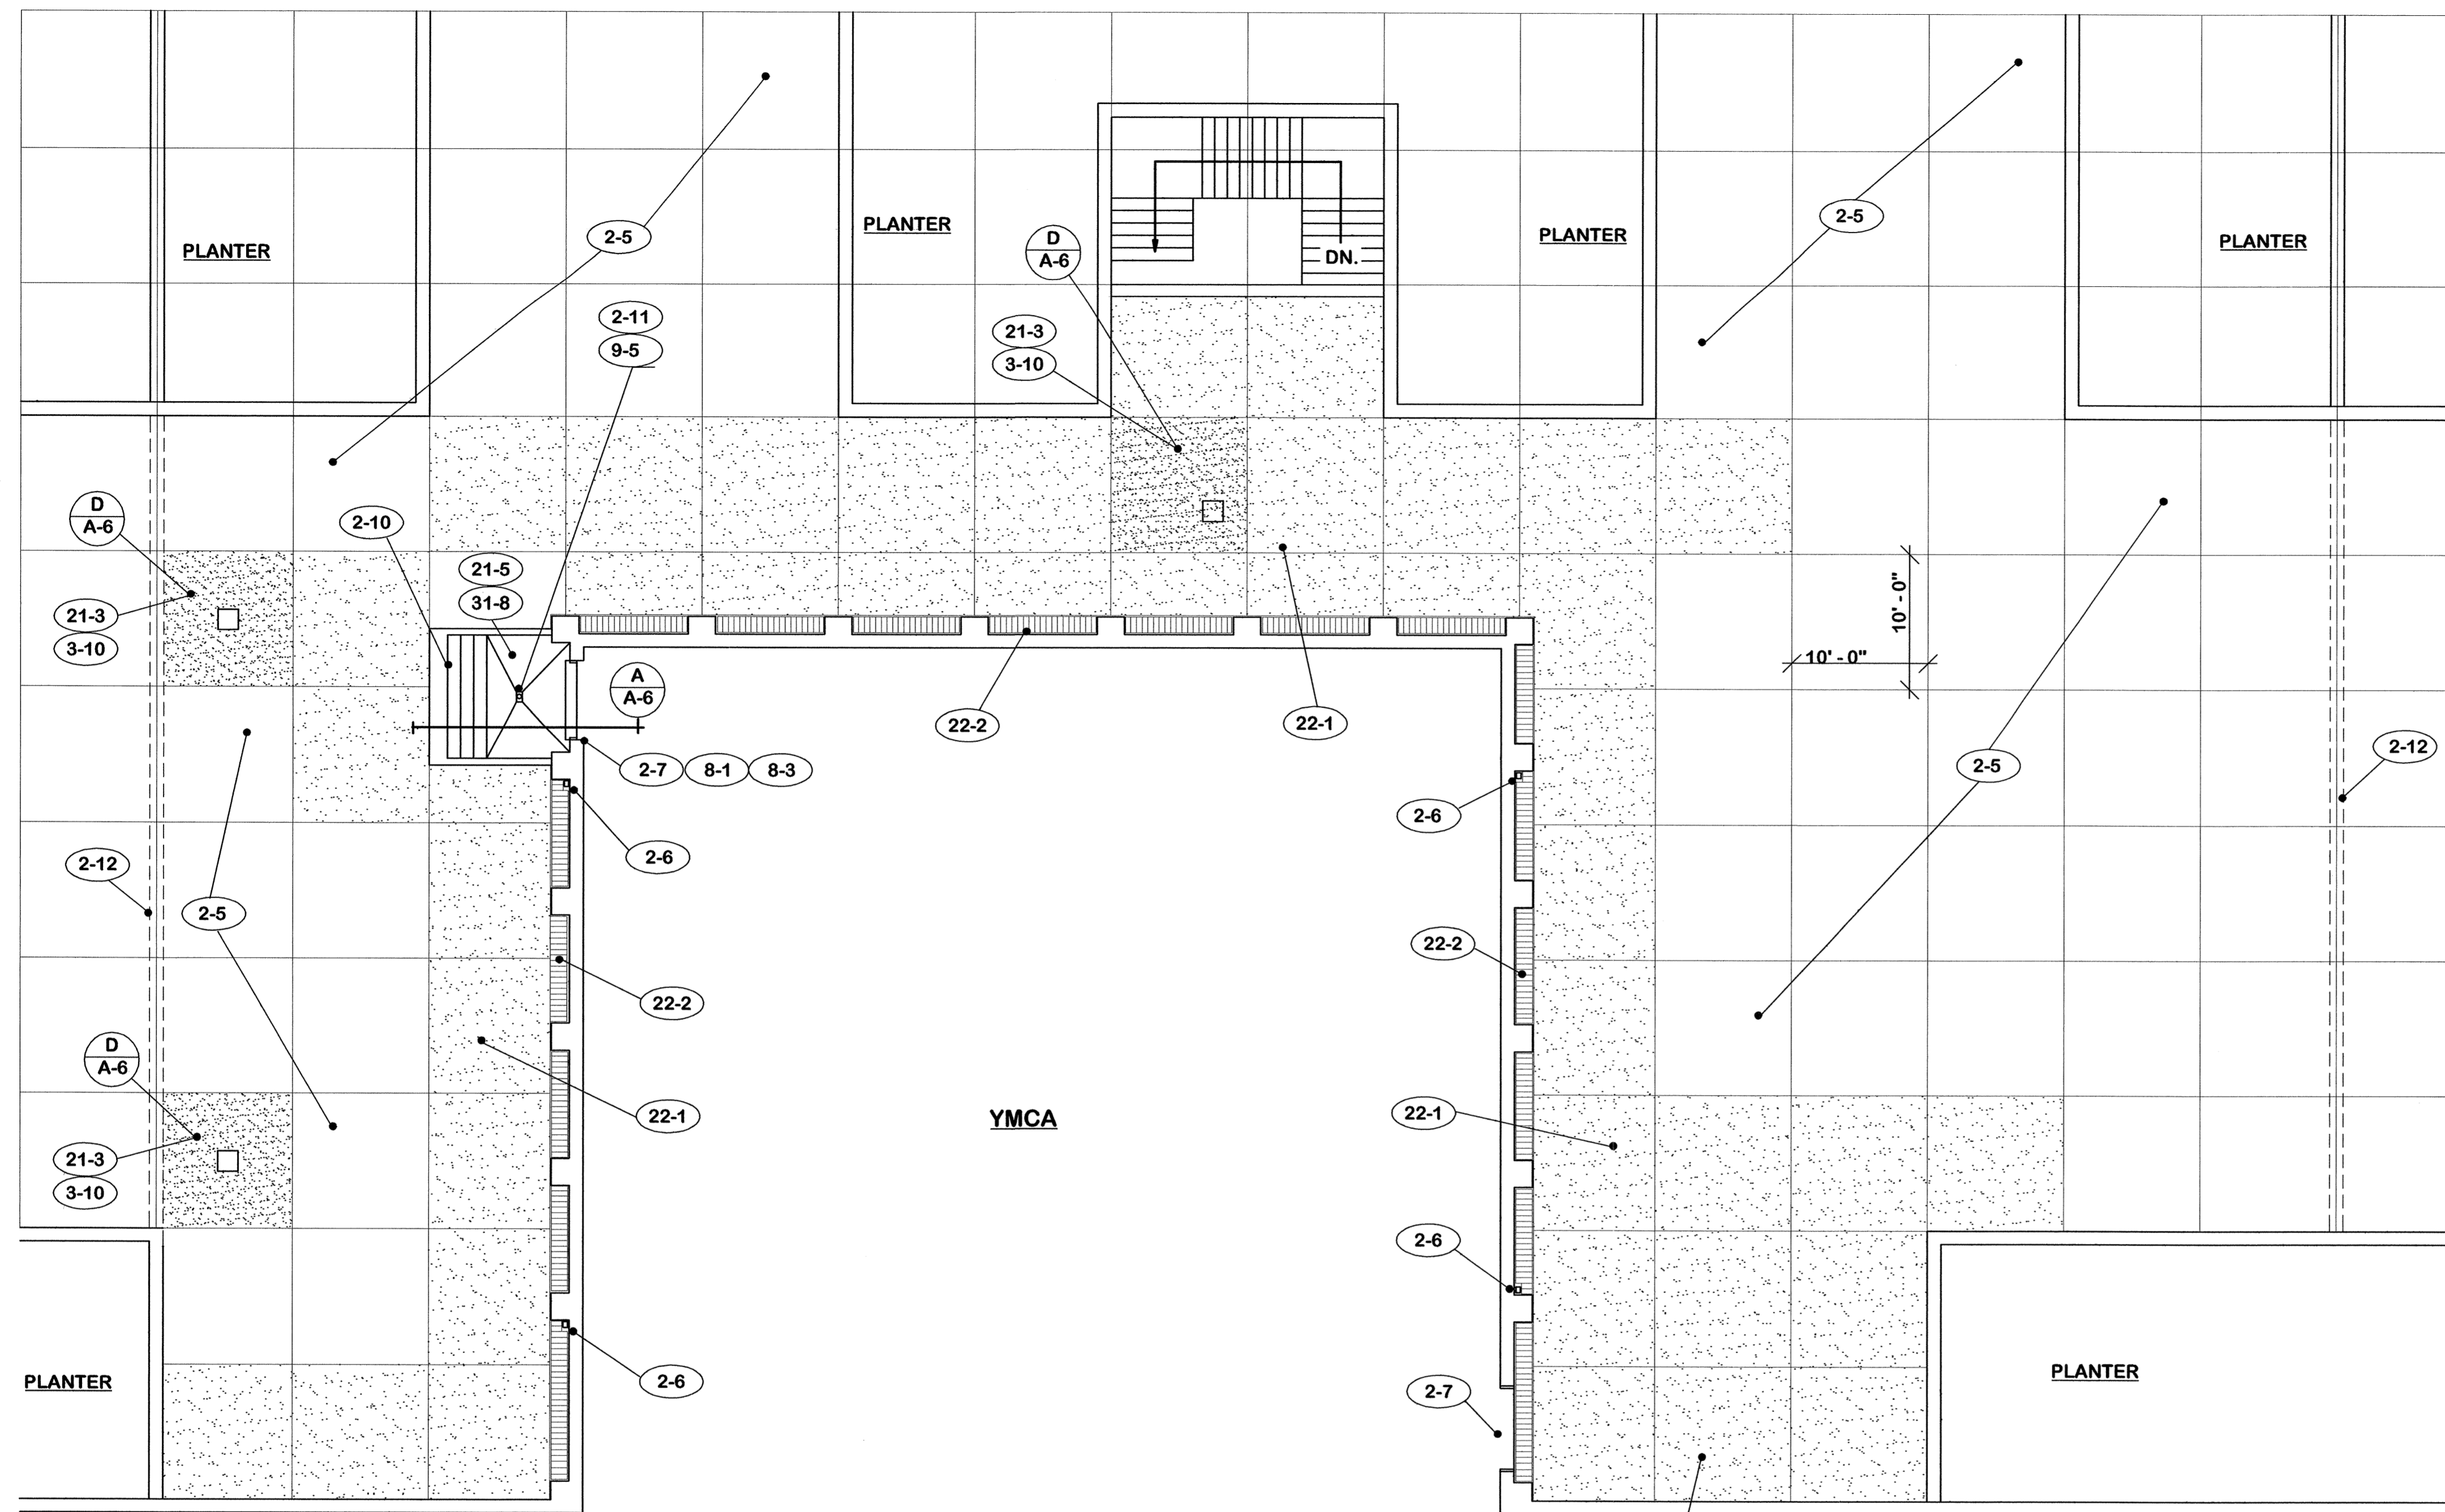 2-5
2-5
PLANTER
PLANTER
PLANTER
PLANTER
D
A-6
DN.
2-11
9-5
21-3
3-10
D
A-6
2-10
21-5
31-8
21-3
3-10
10' - 0"
10' - 0"
A
A-6
22-2
22-1
2-7
8-1
8-3
2-5
2-12
2-6
2-6
2-12
2-5
22-2
22-2
D
A-6
22-1
YMCA
22-1
21-3
3-10
2-6
PLANTER
2-6
2-7
PLANTER